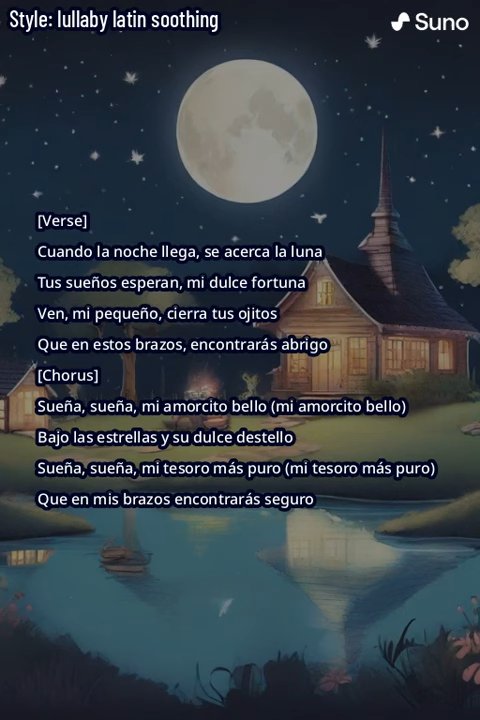 Style: lullaby latin soothing
Suno
[Verse]
Cuando la noche llega, se acerca la luna
Tus sueños esperan, mi dulce fortuna
Ven, mi pequeño, cierra tus ojitos
Que en estos brazos, encontrarás abrigo
[Chorus]
Sueña, sueña, mi amorcito bello (mi amorcito bello)
Bajo las estrellas y su dulce destello
Sueña, sueña, mi tesoro más puro (mi tesoro más puro)
Que en mis brazos encontrarás seguro